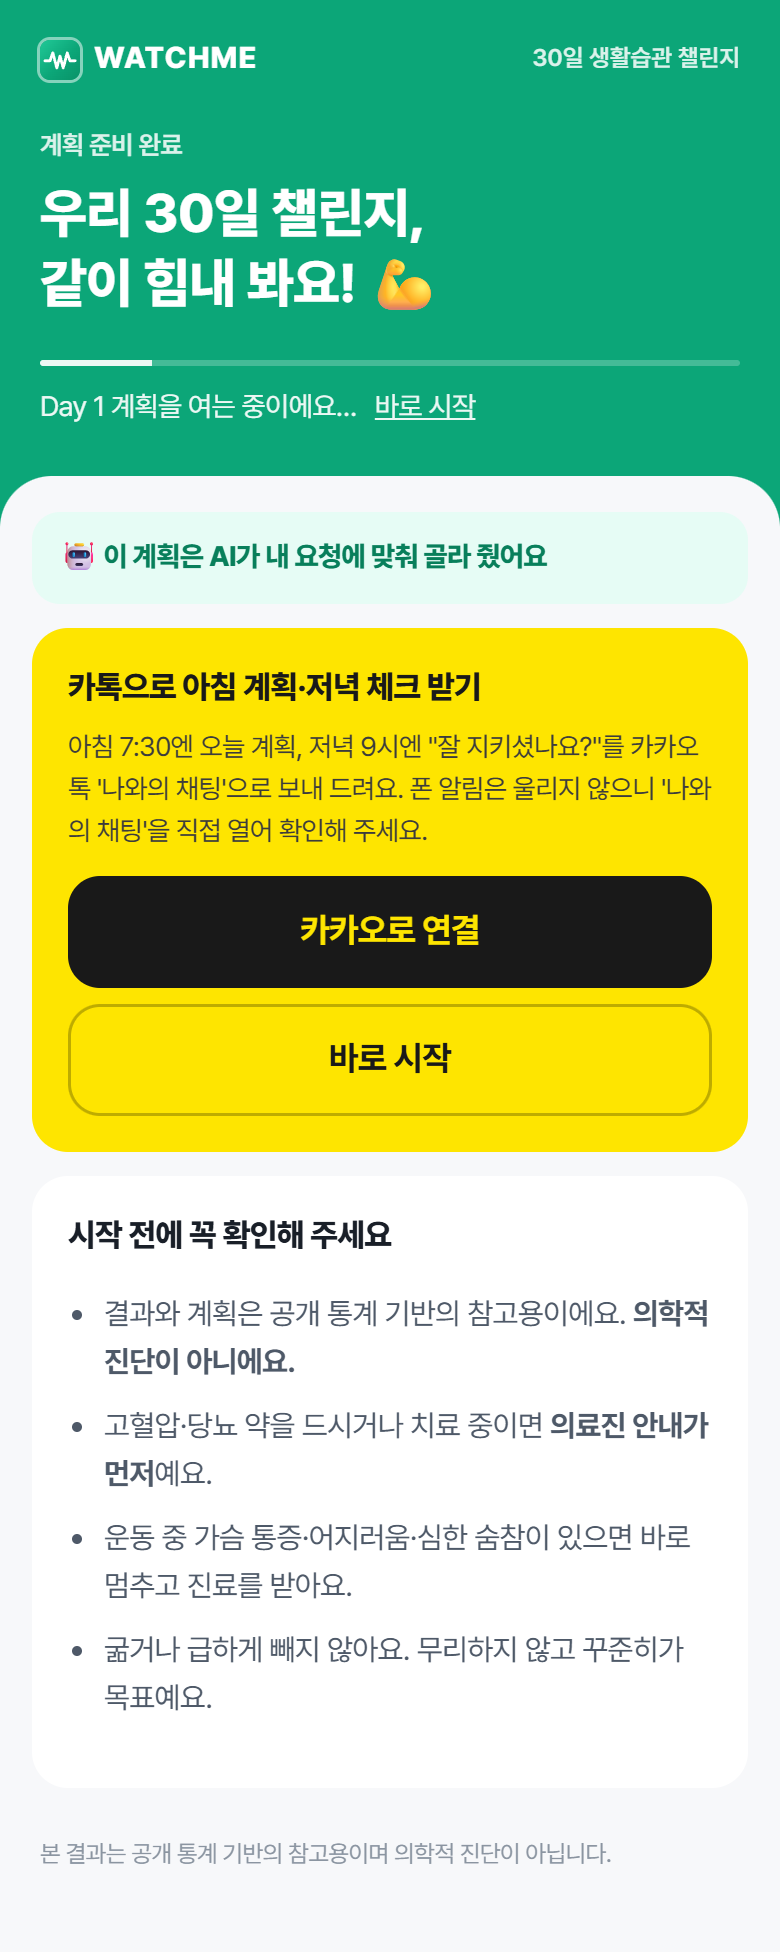 WATCHME
30일 생활습관 챌린지
계획 준비 완료
우리 30일 챌린지,
같이 힘내 봐요! 💪
Day 1 계획을 여는 중이에요... 바로 시작
🤖 이 계획은 AI가 내 요청에 맞춰 골라 줬어요
카톡으로 아침 계획·저녁 체크 받기
아침 7:30엔 오늘 계획, 저녁 9시엔 "잘 지키셨나요?"를 카카오
톡 '나와의 채팅'으로 보내 드려요. 폰 알림은 울리지 않으니 '나와
의 채팅'을 직접 열어 확인해 주세요.
카카오로 연결
바로 시작
시작 전에 꼭 확인해 주세요
• 결과와 계획은 공개 통계 기반의 참고용이에요. 의학적
진단이 아니에요.
• 고혈압·당뇨 약을 드시거나 치료 중이면 의료진 안내가
먼저예요.
• 운동 중 가슴 통증·어지러움·심한 숨참이 있으면 바로
멈추고 진료를 받아요.
• 굶거나 급하게 빼지 않아요. 무리하지 않고 꾸준히가
목표예요.
본 결과는 공개 통계 기반의 참고용이며 의학적 진단이 아닙니다.